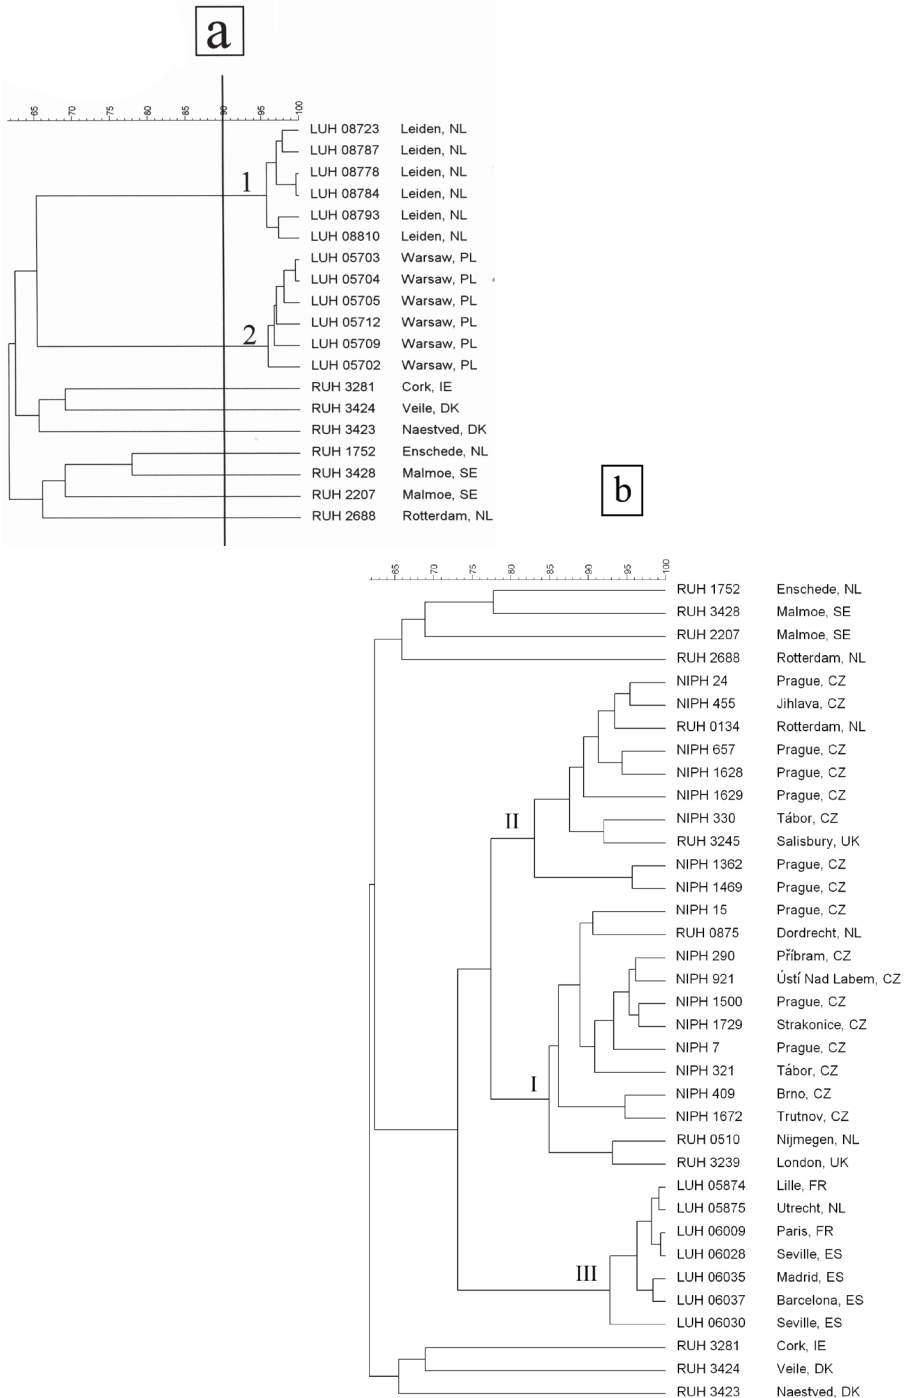 a
65 70 75 80 85 90 95 100
LUH 08723 Leiden, NL
LUH 08787 Leiden, NL
LUH 08778 Leiden, NL
1 LUH 08784 Leiden, NL
LUH 08793 Leiden, NL
LUH 08810 Leiden, NL
LUH 05703 Warsaw, PL
LUH 05704 Warsaw, PL
LUH 05705 Warsaw, PL
LUH 05712 Warsaw, PL
2 LUH 05709 Warsaw, PL
LUH 05702 Warsaw, PL
RUH 3281 Cork, IE
RUH 3424 Veile, DK
RUH 3423 Naestved, DK
RUH 1752 Enschede, NL
RUH 3428 Malmoe, SE
RUH 2207 Malmoe, SE
RUH 2688 Rotterdam, NL
b
65 70 75 80 85 90 95 100
RUH 1752 Enschede, NL
RUH 3428 Malmoe, SE
RUH 2207 Malmoe, SE
RUH 2688 Rotterdam, NL
NIPH 24 Prague, CZ
NIPH 455 Jihlava, CZ
RUH 0134 Rotterdam, NL
NIPH 657 Prague, CZ
NIPH 1628 Prague, CZ
NIPH 1629 Prague, CZ
II NIPH 330 Tábor, CZ
RUH 3245 Salisbury, UK
NIPH 1362 Prague, CZ
NIPH 1469 Prague, CZ
NIPH 15 Prague, CZ
RUH 0875 Dordrecht, NL
NIPH 290 Příbram, CZ
NIPH 921 Ústí Nad Labem, CZ
NIPH 1500 Prague, CZ
NIPH 1729 Strakonice, CZ
NIPH 7 Prague, CZ
NIPH 321 Tábor, CZ
I NIPH 409 Brno, CZ
NIPH 1672 Trutnov, CZ
RUH 0510 Nijmegen, NL
RUH 3239 London, UK
LUH 05874 Lille, FR
LUH 05875 Utrecht, NL
LUH 06009 Paris, FR
LUH 06028 Seville, ES
III LUH 06035 Madrid, ES
LUH 06037 Barcelona, ES
LUH 06030 Seville, ES
RUH 3281 Cork, IE
RUH 3424 Veile, DK
RUH 3423 Naestved, DK